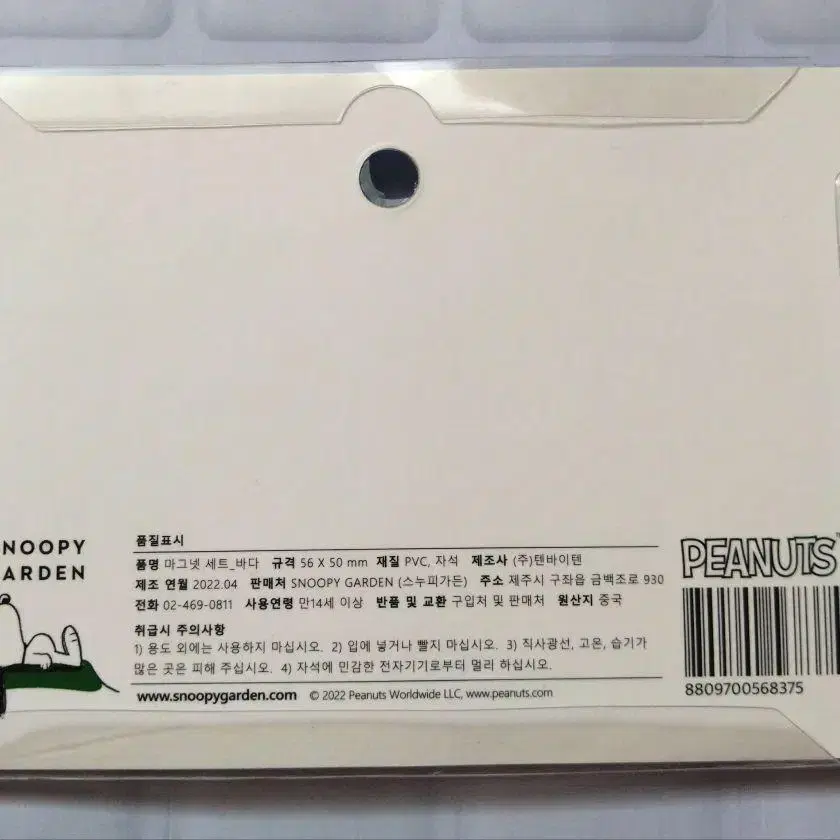 NOOPY
ARDEN
품질표시
품명 마그넷 세트_바다 규격 56 X 50 mm 재질 PVC, 자석 제조사 (주)텐바이텐
제조 연월 2022.04 판매처 SNOOPY GARDEN (스누피가든) 주소 제주시 구좌읍 금백조로 930
전화 02-469-0811 사용연령 만14세 이상 반품 및 교환 구입처 및 판매처 원산지 중국
취급시 주의사항
1) 용도 외에는 사용하지 마십시오. 2) 입에 넣거나 빨지 마십시오. 3) 직사광선, 고온, 습기가
많은 곳은 피해 주십시오. 4) 자석에 민감한 전자기기로부터 멀리 하십시오.
www.snoopygarden.com © 2022 Peanuts Worldwide LLC, www.peanuts.com
PEANUTS™
8809700568375